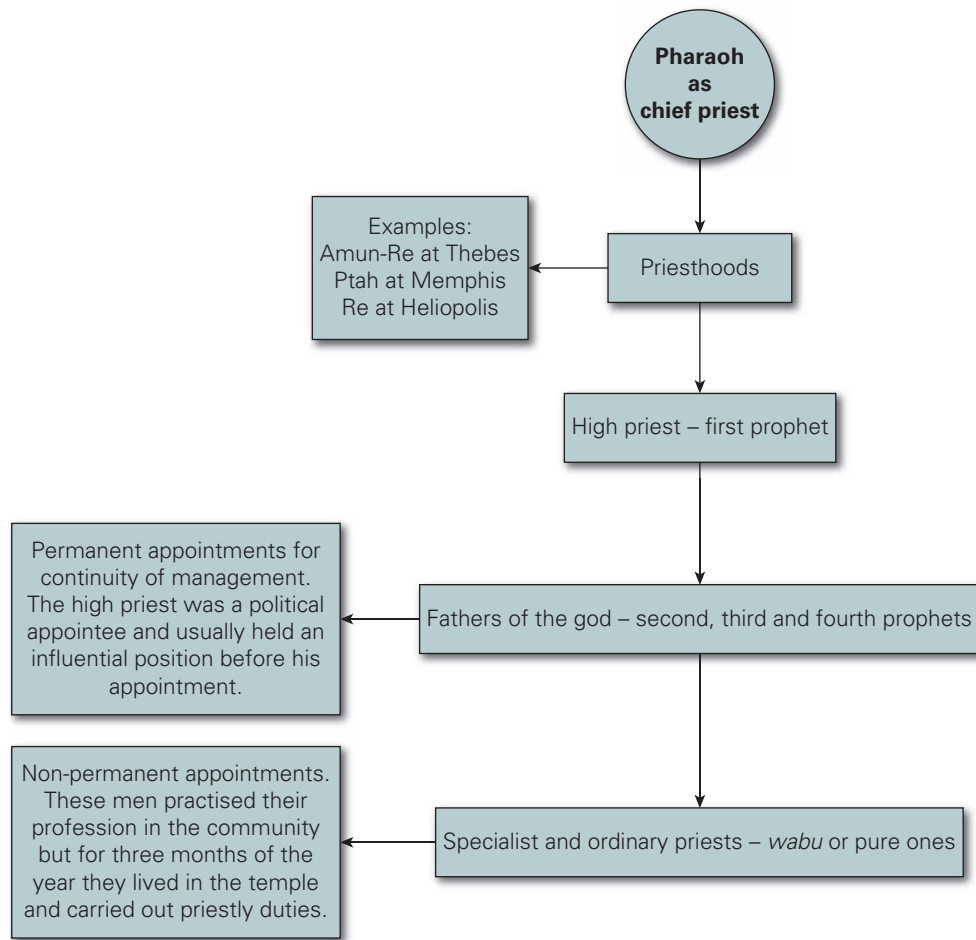 Pharaoh
as
chief priest
Examples:
Amun-Re at Thebes
Ptah at Memphis
Re at Heliopolis
Priesthoods
High priest – first prophet
Permanent appointments for
continuity of management.
The high priest was a political
appointee and usually held an
influential position before his
appointment.
Fathers of the god – second, third and fourth prophets
Non-permanent appointments.
These men practised their
profession in the community
but for three months of the
year they lived in the temple
and carried out priestly duties.
Specialist and ordinary priests – wabu or pure ones